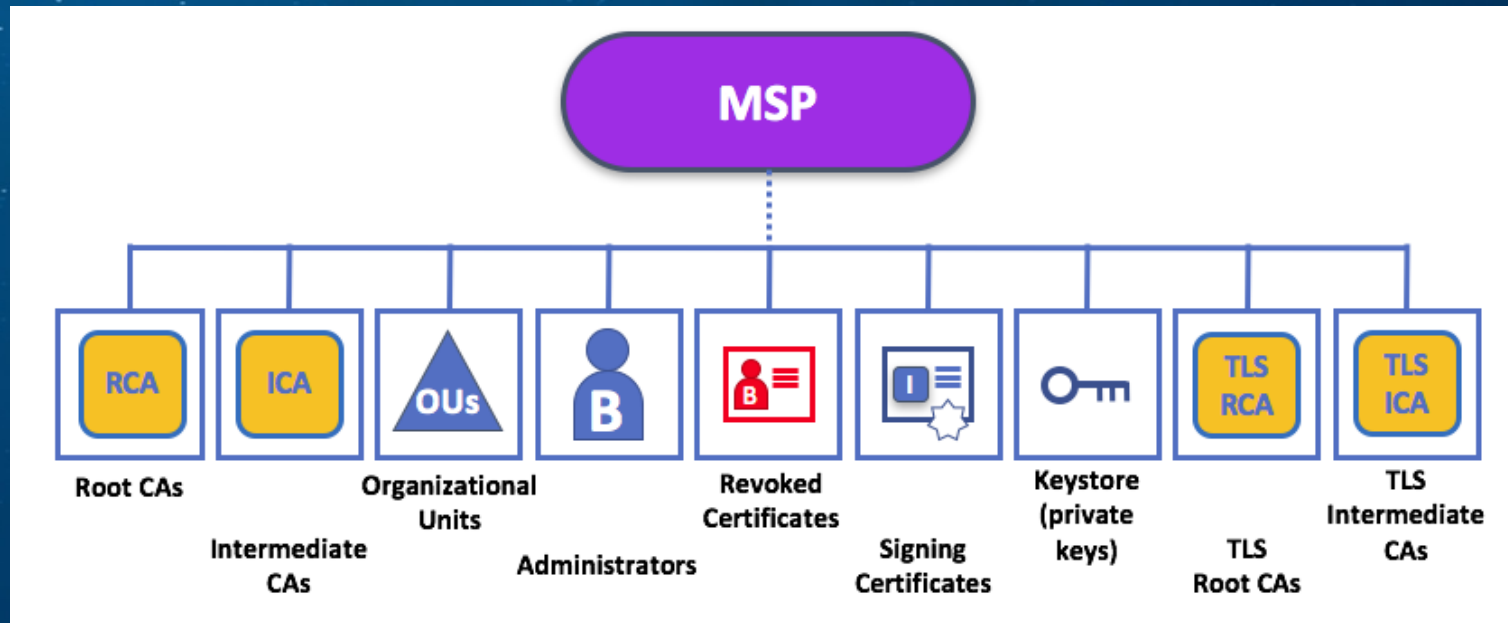 MSP
RCA
ICA
OUs
B
B
I
TLS
RCA
TLS
ICA
Root CAs
Intermediate
CAs
Organizational
Units
Administrators
Revoked
Certificates
Signing
Certificates
Keystore
(private
keys)
TLS
Root CAs
TLS
Intermediate
CAs